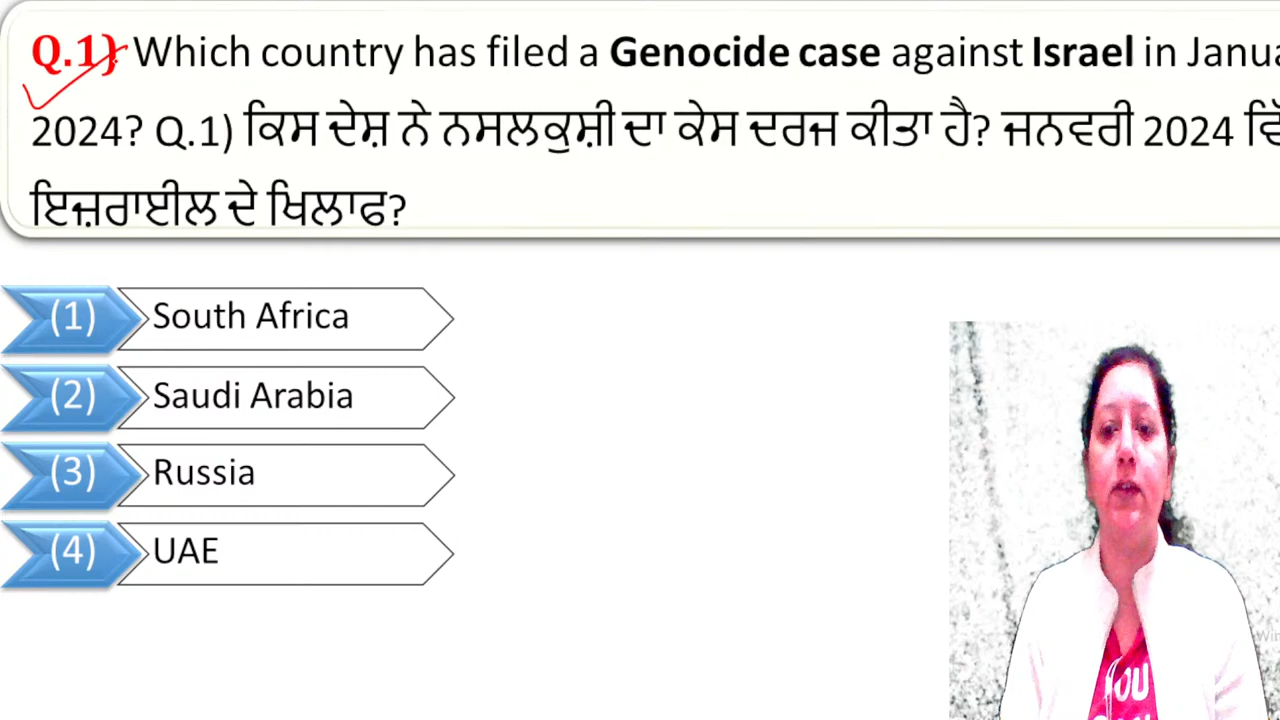 Q.1) Which country has filed a Genocide case against Israel in
2024? Q.1) ਕਿਸ ਦੇਸ਼ ਨੇ ਨਸਲਕੁਸ਼ੀ ਦਾ ਕੇਸ ਦਰਜ ਕੀਤਾ ਹੈ? ਜਨਵਰੀ 2024
ਇਜ਼ਰਾਈਲ ਦੇ ਖਿਲਾਫ?
(1) South Africa
(2) Saudi Arabia
(3) Russia
(4) UAE